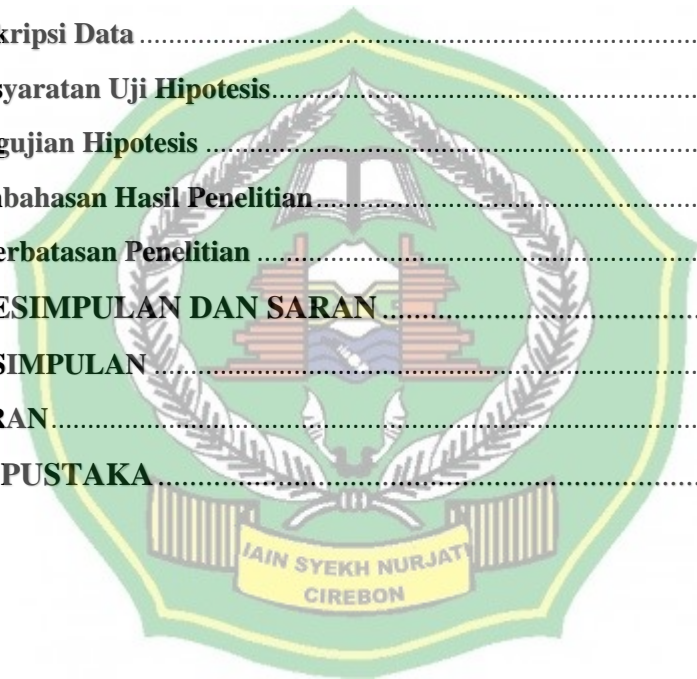 kripsi Data ........................................................................
syaratan Uji Hipotesis........................................................
gujian Hipotesis ................................................................
nbahasan Hasil Penelitian..................................................
erbatasan Penelitian ..........................................................
ESIMPULAN DAN SARAN..........................................
SIMPULAN ......................................................................
RAN....................................................................................
PUSTAKA......................................................................
IAIN SYEKH NURJATI
CIREBON